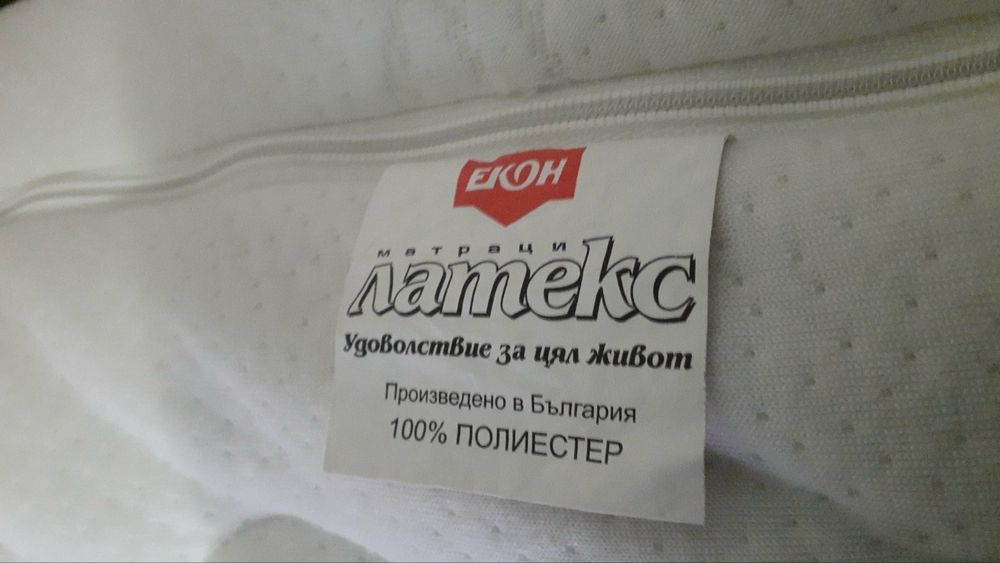 ЕКОН
матраци
Латекс
Удоволствие за цял живот
Произведено в България
100% ПОЛИЕСТЕР